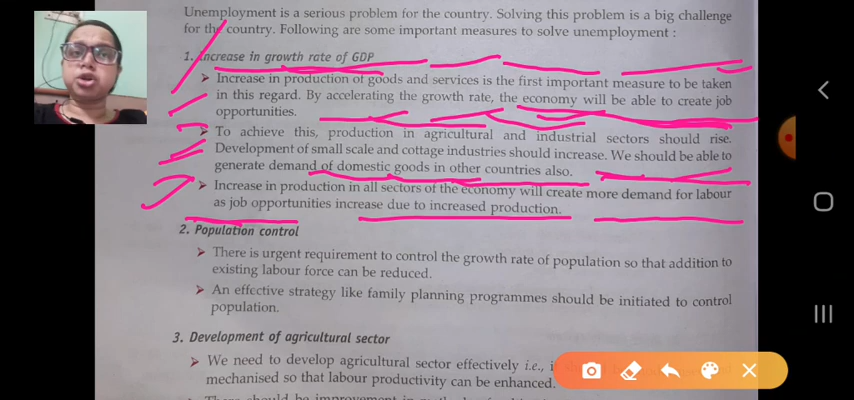 Unemployment is a serious problem for the country. Solving this problem is a big challenge
for the country. Following are some important measures to solve unemployment :
1. Increase in growth rate of GDP
➤ Increase in production of goods and services is the first important measure to be taken
in this regard. By accelerating the growth rate, the economy will be able to create job
opportunities.
➤ To achieve this, production in agricultural and industrial sectors should rise.
Development of small scale and cottage industries should increase. We should be able to
generate demand of domestic goods in other countries also.
➤ Increase in production in all sectors of the economy will create more demand for labour
as job opportunities increase due to increased production.
2. Population control
➤ There is urgent requirement to control the growth rate of population so that addition to
existing labour force can be reduced.
➤ An effective strategy like family planning programmes should be initiated to control
population.
3. Development of agricultural sector
➤ We need to develop agricultural sector effectively i.e.,
mechanised so that labour productivity can be enhanced.
There should be improvement in